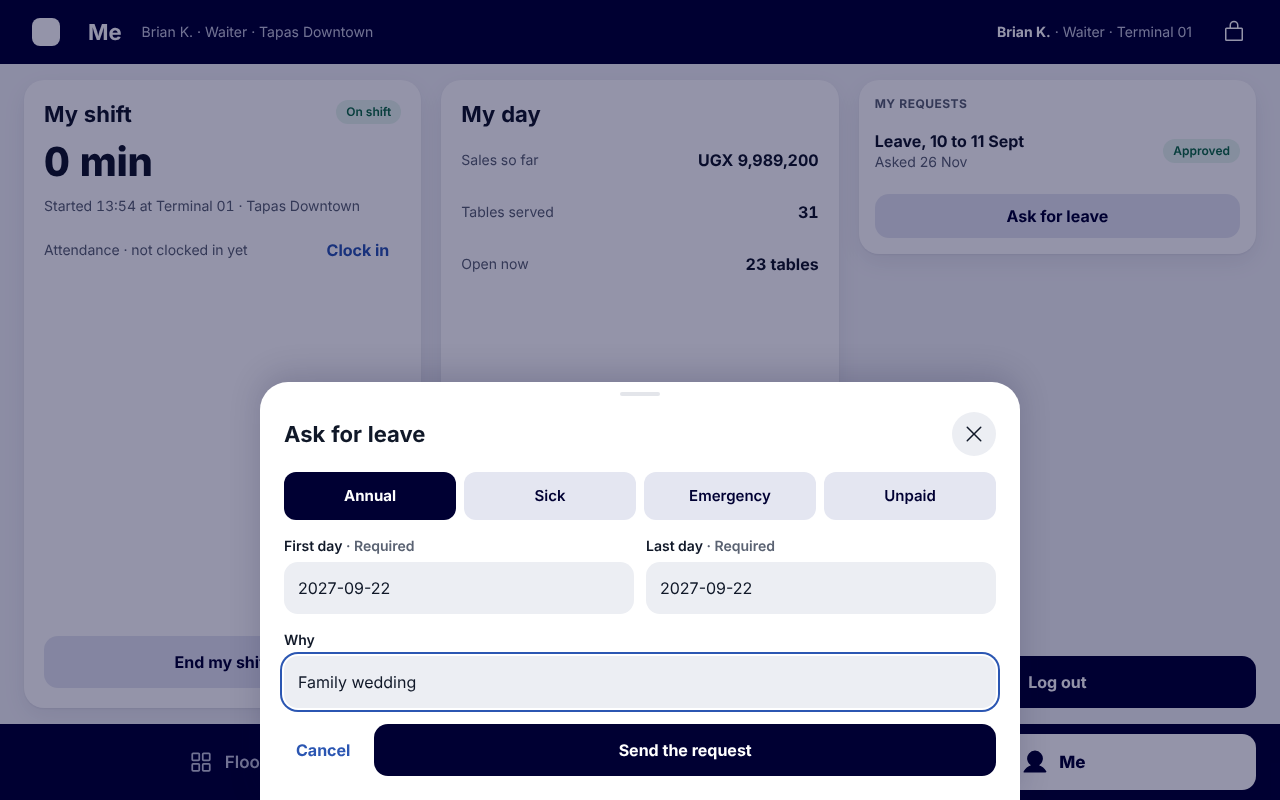 Me Brian K. · Waiter · Tapas Downtown
Brian K. · Waiter · Terminal 01
My shift
On shift
0 min
Started 13:54 at Terminal 01 · Tapas Downtown
Attendance · not clocked in yet
Clock in
End my shi
My day
Sales so far UGX 9,989,200
Tables served 31
Open now 23 tables
MY REQUESTS
Leave, 10 to 11 Sept
Asked 26 Nov
Approved
Ask for leave
Log out
Ask for leave
Annual Sick Emergency Unpaid
First day · Required Last day · Required
2027-09-22 2027-09-22
Why
Family wedding
Cancel Send the request
Floo
Me